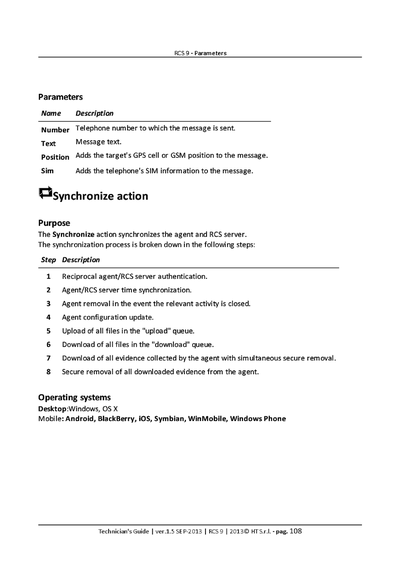 RCS 9 - Parameters
Parameters
Name Description
Number Telephone number to which the message is sent.
Text Message text.
Position Adds the target's GPS cell or GSM position to the message.
Sim Adds the telephone's SIM information to the message.
Synchronize action
Purpose
The Synchronize action synchronizes the agent and RCS server.
The synchronization process is broken down in the following steps:
Step Description
1 Reciprocal agent/RCS server authentication.
2 Agent/RCS server time synchronization.
3 Agent removal in the event the relevant activity is closed.
4 Agent configuration update.
5 Upload of all files in the "upload" queue.
6 Download of all files in the "download" queue.
7 Download of all evidence collected by the agent with simultaneous secure removal.
8 Secure removal of all downloaded evidence from the agent.
Operating systems
Desktop:Windows, OS X
Mobile: Android, BlackBerry, iOS, Symbian, WinMobile, Windows Phone
Technician's Guide | ver.1.5 SEP-2013 | RCS 9 | 2013© HT S.r.l. - pag. 108